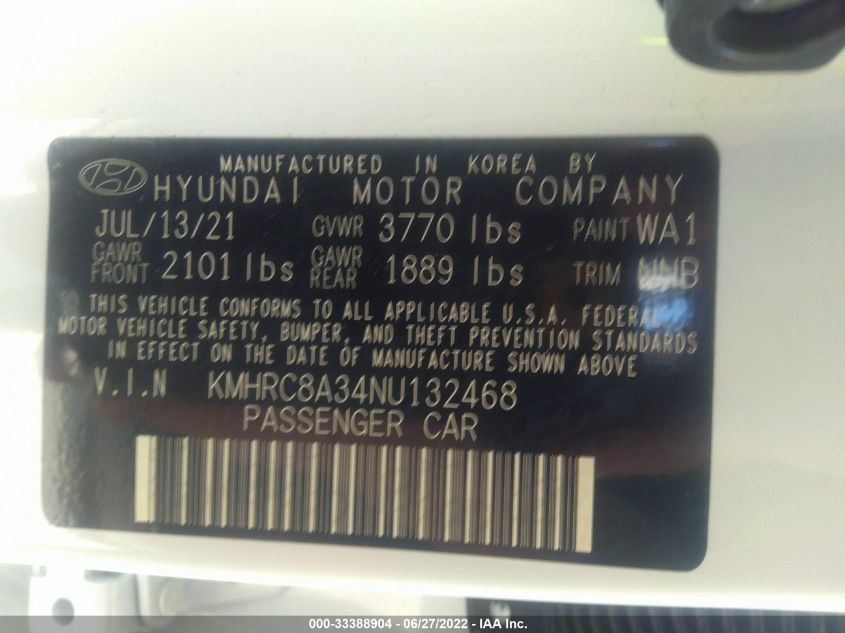 MANUFACTURED IN KOREA BY
HYUNDAI MOTOR COMPANY
JUL/13/21 GVWR 3770 lbs PAINT WA1
GAWR FRONT 2101 lbs GAWR REAR 1889 lbs TRIM NNB
THIS VEHICLE CONFORMS TO ALL APPLICABLE U.S.A. FEDERAL
MOTOR VEHICLE SAFETY, BUMPER, AND THEFT PREVENTION STANDARDS
IN EFFECT ON THE DATE OF MANUFACTURE SHOWN ABOVE
V.I.N KMHRC8A34NU132468
PASSENGER CAR
000-33388904 - 06/27/2022 - IAA Inc.